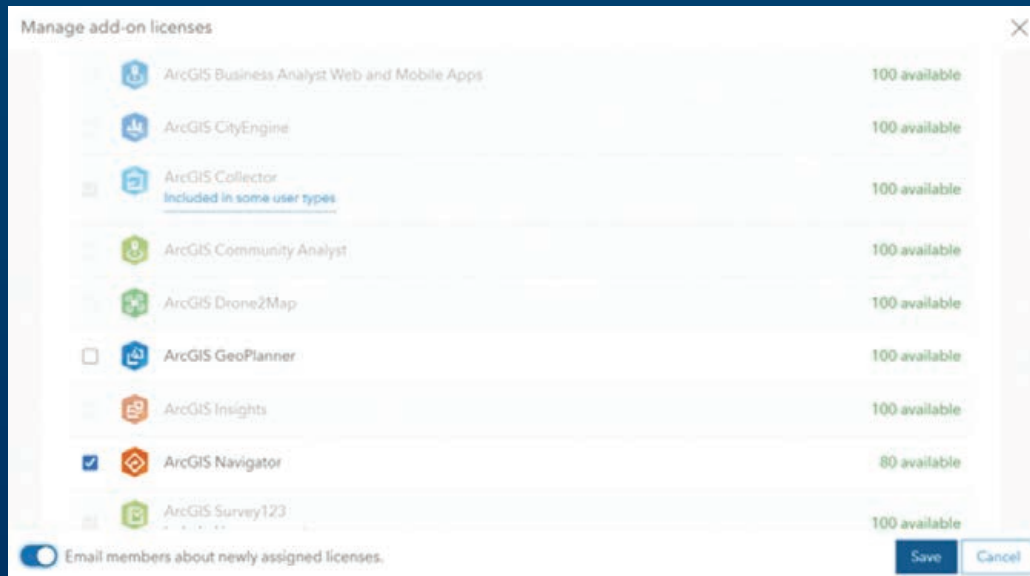 Manage add-on licenses
ArcGIS Business Analyst Web and Mobile Apps 100 available
ArcGIS CityEngine 100 available
ArcGIS Collector
Included in some user types 100 available
ArcGIS Community Analyst 100 available
ArcGIS Drone2Map 100 available
ArcGIS GeoPlanner 100 available
ArcGIS Insights 100 available
ArcGIS Navigator 80 available
ArcGIS Survey123
100 available
Email members about newly assigned licenses. Save Cancel